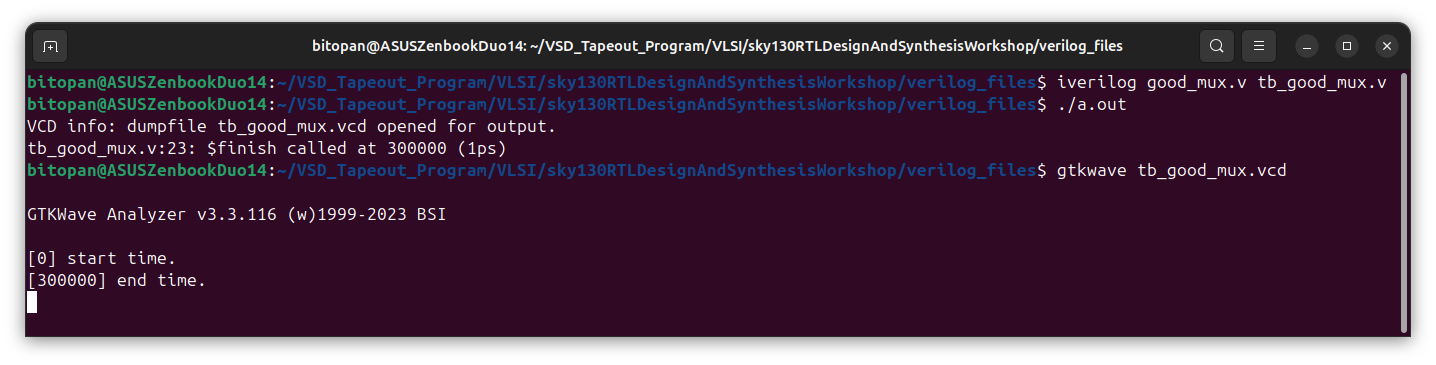 bitopan@ASUSZenbookDuo14: ~/VSD_Tapeout_Program/VLSI/sky130RTLDesignAndSynthesisWorkshop/verilog_files
bitopan@ASUSZenbookDuo14:~/VSD_Tapeout_Program/VLSI/sky130RTLDesignAndSynthesisWorkshop/verilog_files$ iverilog good_mux.v tb_good_mux.v
bitopan@ASUSZenbookDuo14:~/VSD_Tapeout_Program/VLSI/sky130RTLDesignAndSynthesisWorkshop/verilog_files$ ./a.out
VCD info: dumpfile tb_good_mux.vcd opened for output.
tb_good_mux.v:23: $finish called at 300000 (1ps)
bitopan@ASUSZenbookDuo14:~/VSD_Tapeout_Program/VLSI/sky130RTLDesignAndSynthesisWorkshop/verilog_files$ gtkwave tb_good_mux.vcd
GTKWave Analyzer v3.3.116 (w)1999-2023 BSI
[0] start time.
[300000] end time.